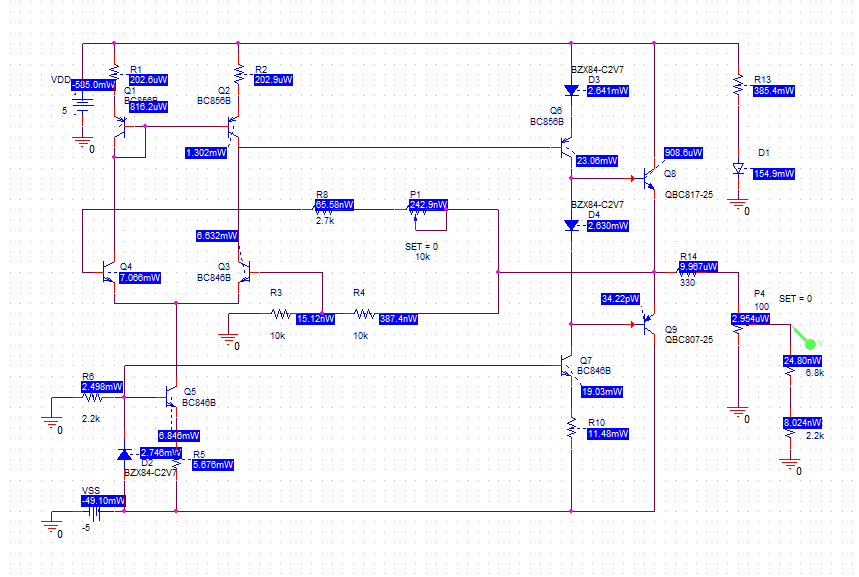 VDD
-585.0mW
5
0
R1
202.6uW
Q1
BC856B
816.2uW
R2
202.9uW
Q2
BC856B
1.302mW
BZX84-C2V7
D3
2.641mW
Q6
BC856B
23.06mW
908.6uW
Q8
QBC817-25
R13
385.4mW
D1
154.9mW
0
R8
65.58nW
2.7k
P1
242.9nW
SET = 0
10k
BZX84-C2V7
D4
2.630mW
6.632mW
Q4
7.066mW
Q3
BC846B
R3
15.12nW
10k
R4
387.4nW
10k
0
R14
9.967uW
330
34.22pW
Q9
QBC807-25
P4
100
SET = 0
2.954uW
0
24.80nW
6.8k
8.024nW
2.2k
0
R6
2.498mW
2.2k
0
Q5
BC846B
6.846mW
Q7
BC846B
19.03mW
R10
11.48mW
2.746mW
D2
BZX84-C2V7
R5
5.676mW
VSS
-49.10mW
-5
0